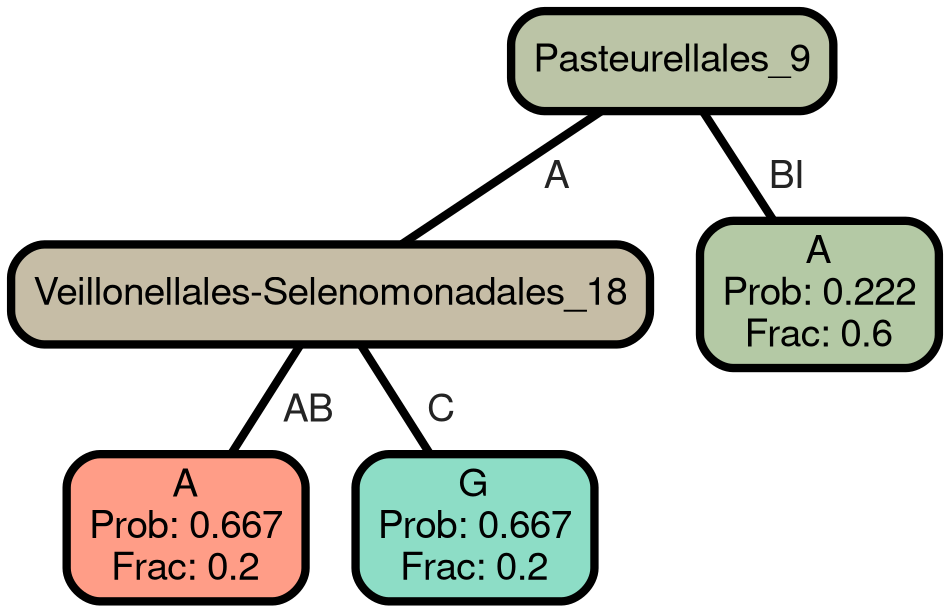 Pasteurellales_9
A
BI
Veillonellales-Selenomonadales_18
A
Prob: 0.222
Frac: 0.6
AB
C
A
Prob: 0.667
Frac: 0.2
G
Prob: 0.667
Frac: 0.2